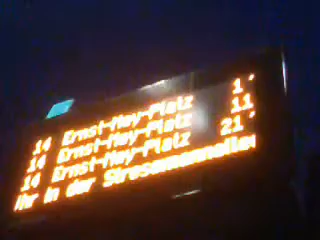 14 Ernst-May-Platz 1'
14 Ernst-May-Platz 11
14 Ernst-May-Platz 21'
in der Stresemannallee